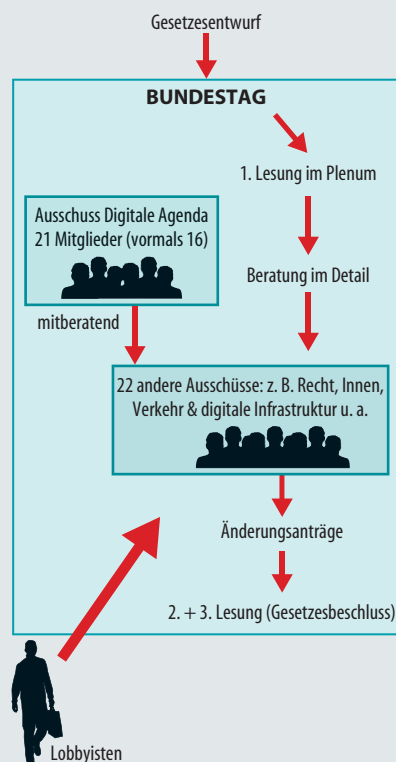 Gesetzesentwurf
BUNDESTAG
1. Lesung im Plenum
Ausschuss Digitale Agenda
21 Mitglieder (vormals 16)
Beratung im Detail
mitberatend
22 andere Ausschüsse: z. B. Recht, Innen,
Verkehr & digitale Infrastruktur u. a.
Änderungsanträge
2. + 3. Lesung (Gesetzesbeschluss)
Lobbyisten